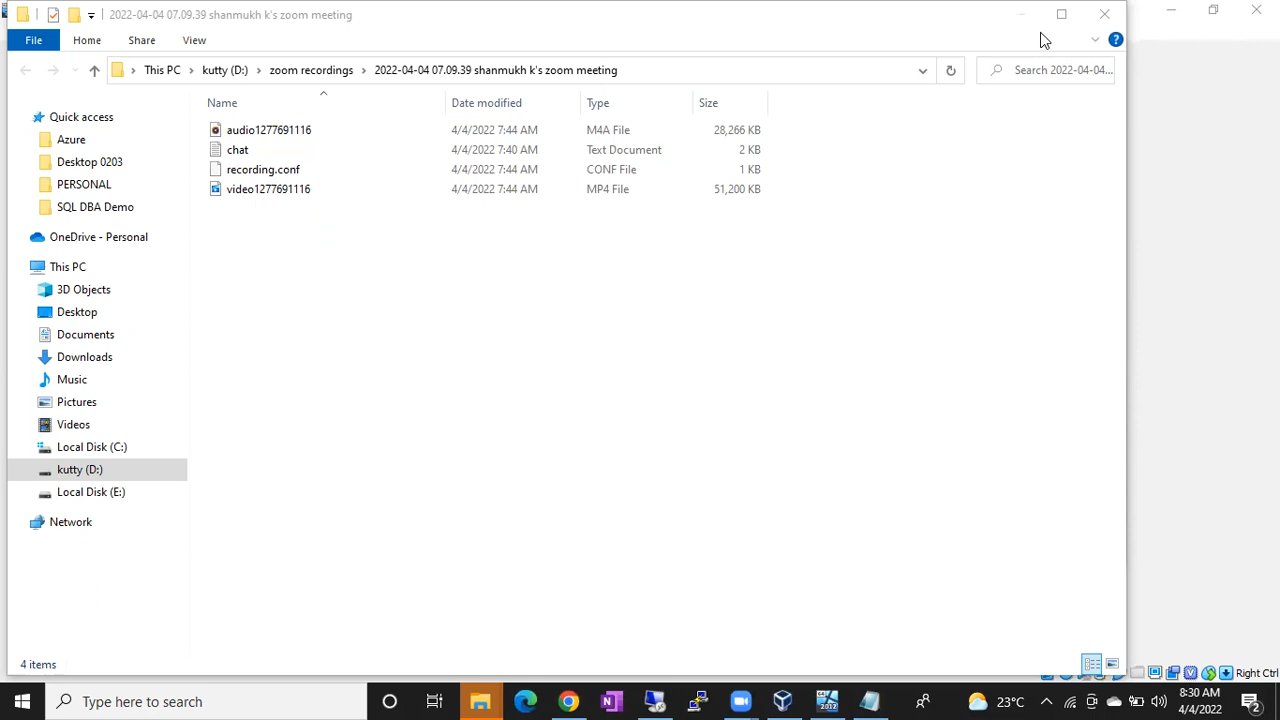 2022-04-04 07.09.39 shanmukh k's zoom meeting
File Home Share View
This PC kutty (D:) zoom recordings 2022-04-04 07.09.39 shanmukh k's zoom meeting Search 2022-04-04...
Name Date modified Type Size
audio1277691116 4/4/2022 7:44 AM M4A File 28,266 KB
chat 4/4/2022 7:40 AM Text Document 2 KB
recording.conf 4/4/2022 7:44 AM CONF File 1 KB
video1277691116 4/4/2022 7:44 AM MP4 File 51,200 KB
Quick access
Azure
Desktop 0203
PERSONAL
SQL DBA Demo
OneDrive - Personal
This PC
3D Objects
Desktop
Documents
Downloads
Music
Pictures
Videos
Local Disk (C:)
kutty (D:)
Local Disk (E:)
Network
4 items
Right Ctrl
Type here to search
23°C
8:30 AM
4/4/2022
2